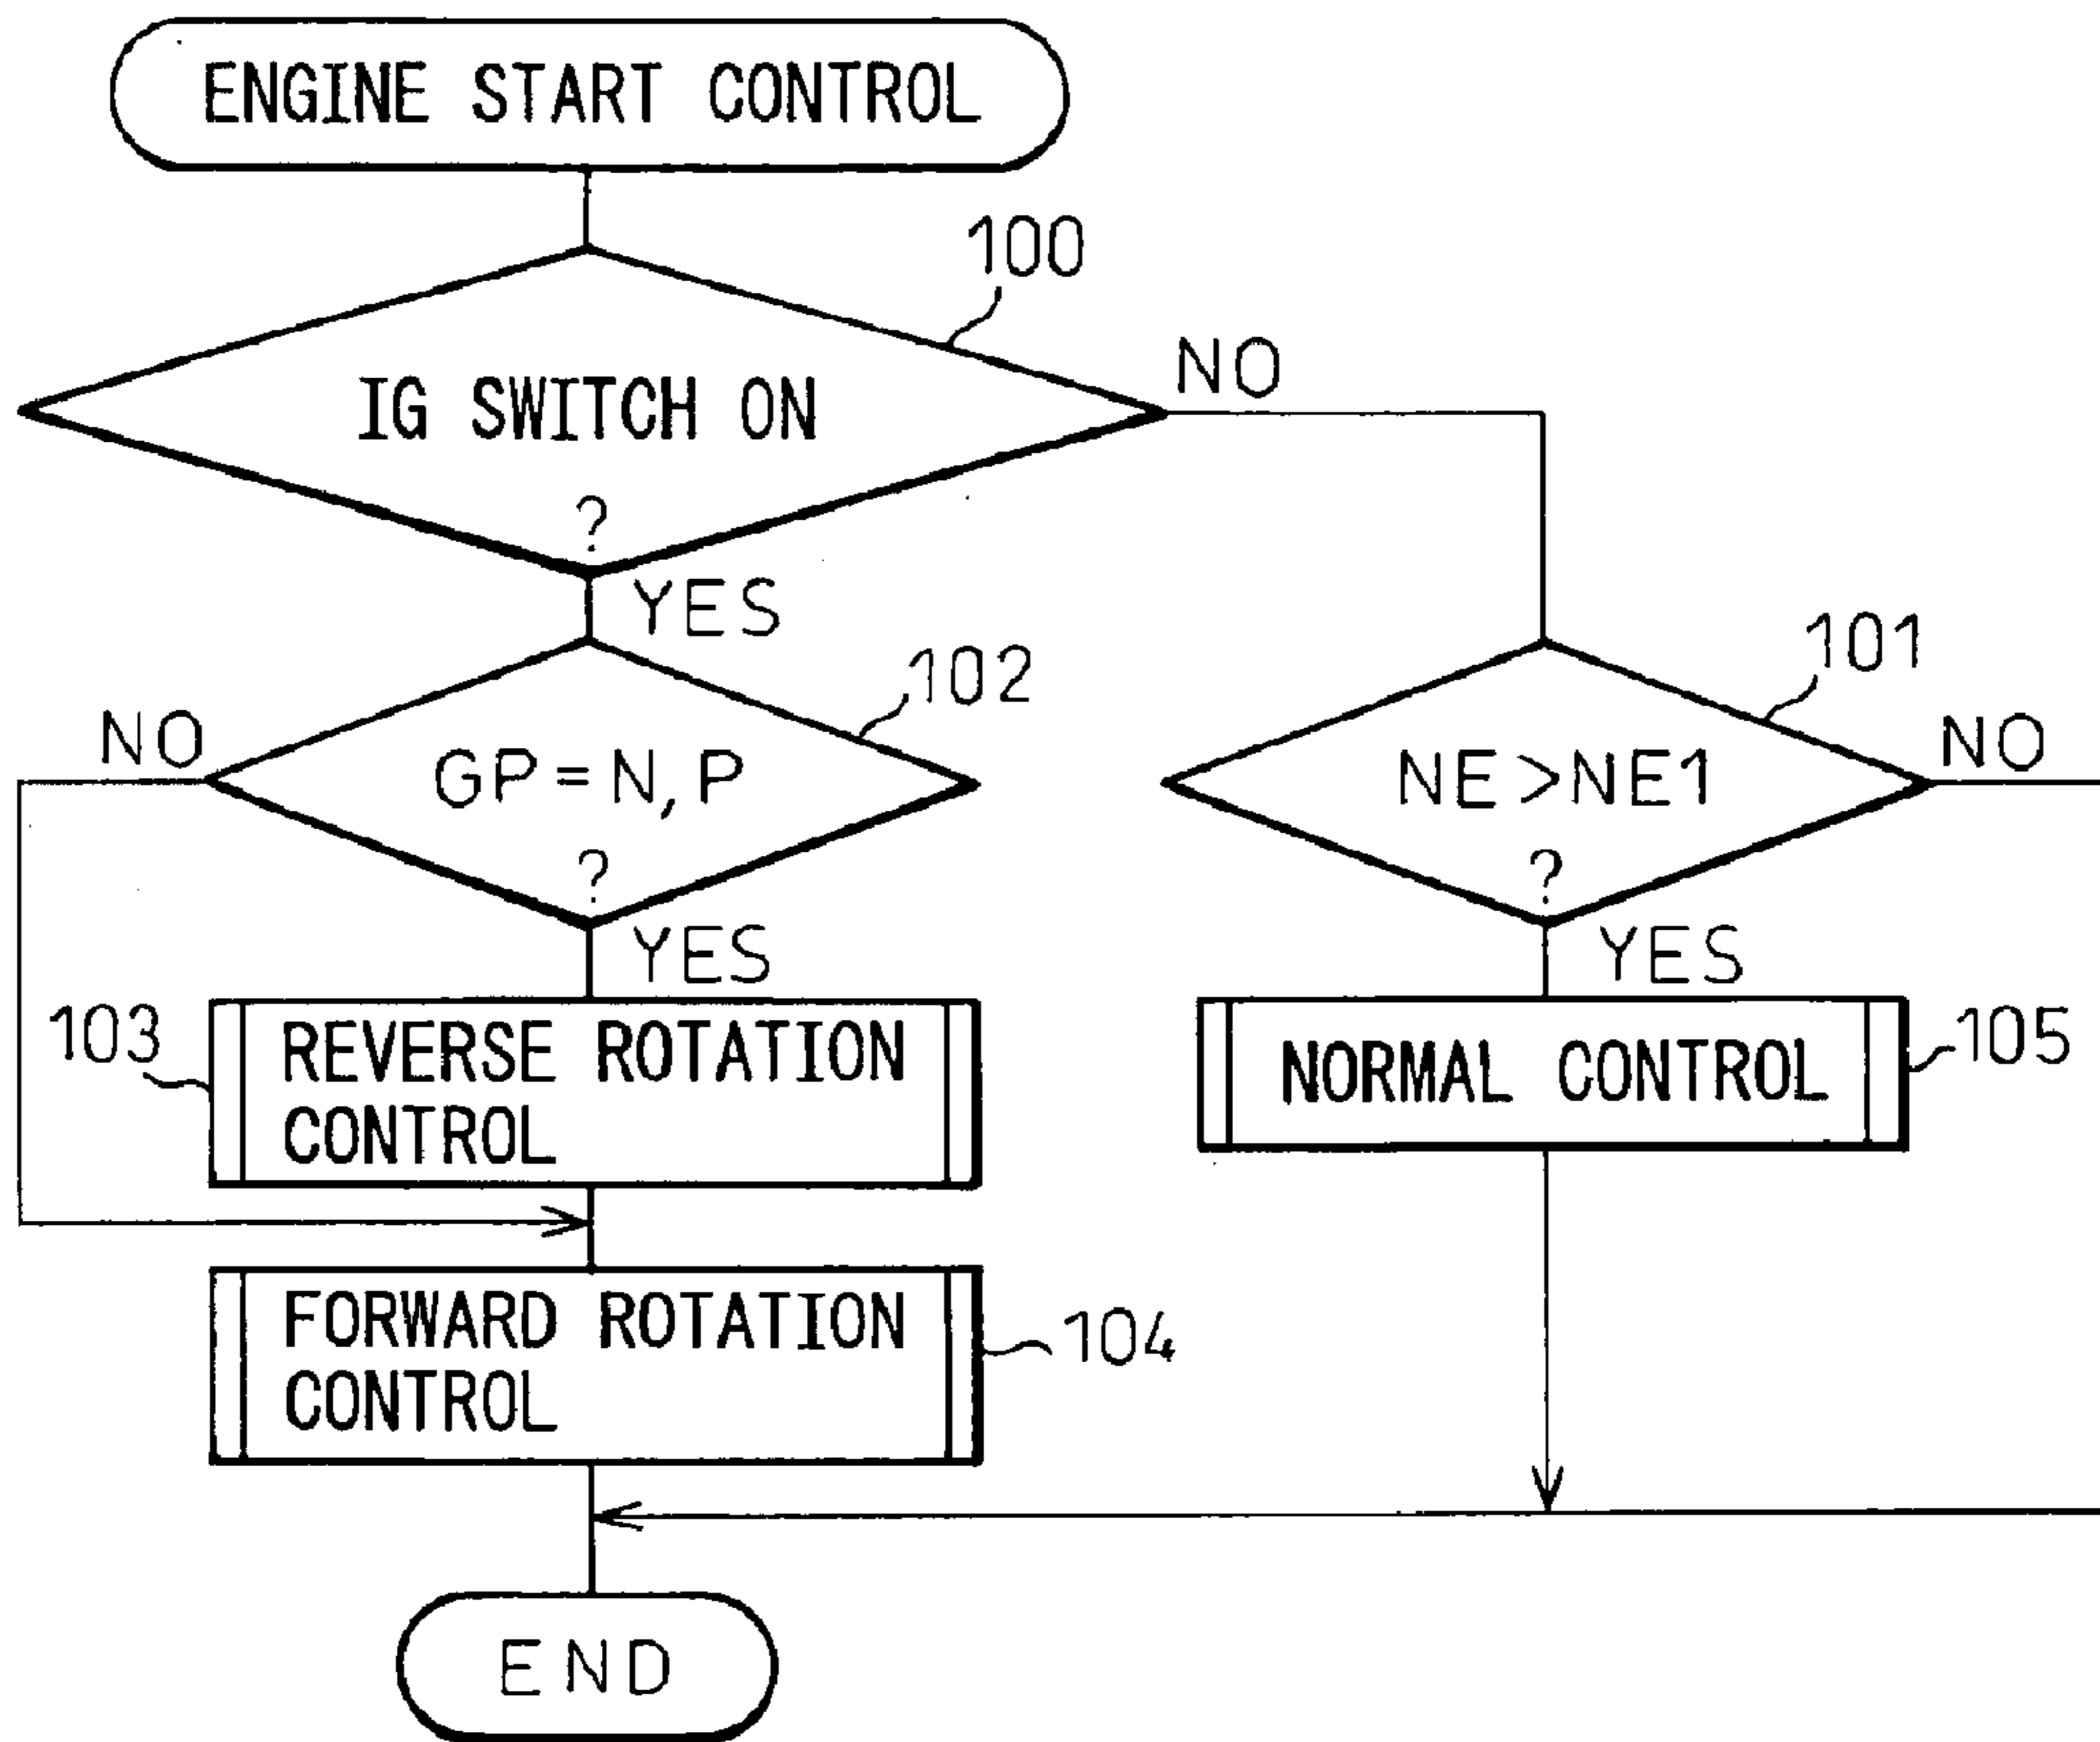 ENGINE START CONTROL
100
IG SWITCH ON
?
NO
YES
102
101
NO
GP=N,P
?
NE>NE1
?
NO
YES
YES
103
REVERSE ROTATION
CONTROL
NORMAL CONTROL
105
FORWARD ROTATION
CONTROL
104
END